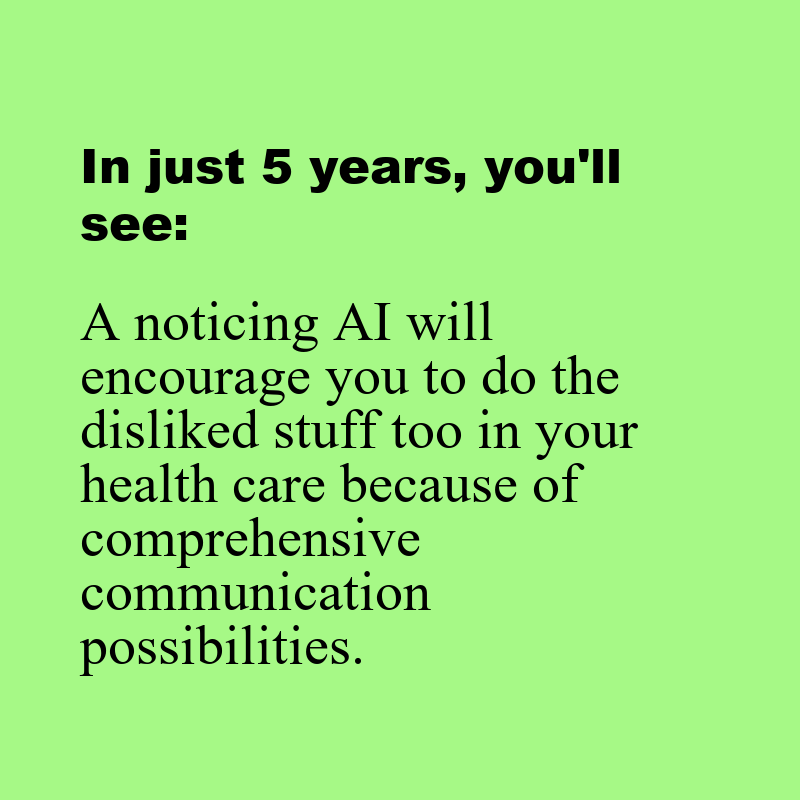 In just 5 years, you'll
see:
A noticing AI will
encourage you to do the
disliked stuff too in your
health care because of
comprehensive
communication
possibilities.